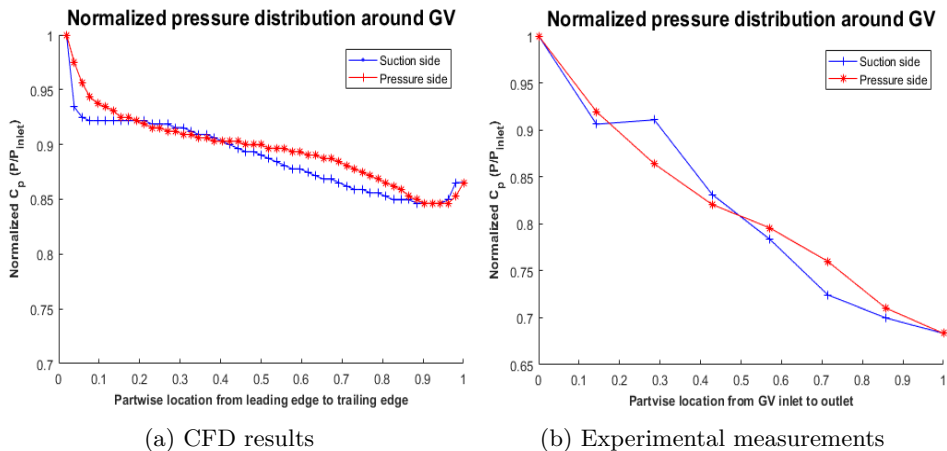 Normalized pressure distribution around GV
1
0.95
0.9
0.85
0.8
0.75
0.7
Normalized C_p (P/P_inlet)
Suction side
Pressure side
0 0.1 0.2 0.3 0.4 0.5 0.6 0.7 0.8 0.9 1
Partwise location from leading edge to trailing edge
(a) CFD results
Normalized pressure distribution around GV
1
0.95
0.9
0.85
0.8
0.75
0.7
0.65
Normalized C_p (P/P_inlet)
Suction side
Pressure side
0 0.1 0.2 0.3 0.4 0.5 0.6 0.7 0.8 0.9 1
Partvise location from GV inlet to outlet
(b) Experimental measurements